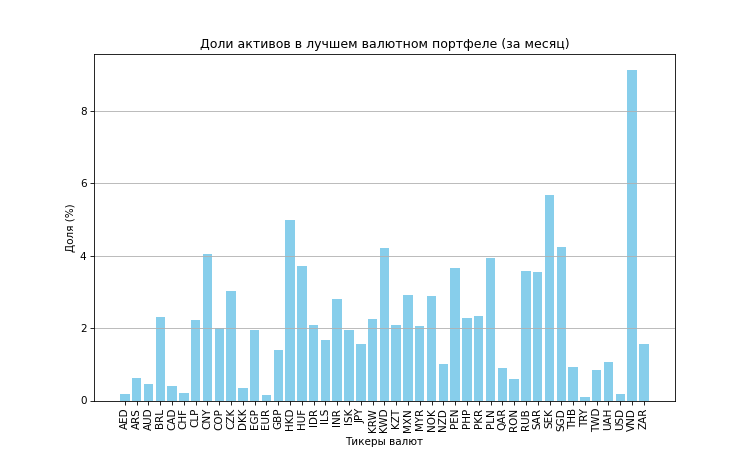 Доли активов в лучшем валютном портфеле (за месяц)
Доля (%)
8
6
4
2
0
AED ARS AUD BRL CAD CHF CLP CNY COP CZK DKK EGP EUR GBP HKD HUF IDR ILS INR ISK JPY KRW KWD KZT MXN MYR NOK NZD PEN PHP PKR PLN QAR RON RUB SAR SEK SGD THB TRY TWD UAH USD VND ZAR
Тикеры валют